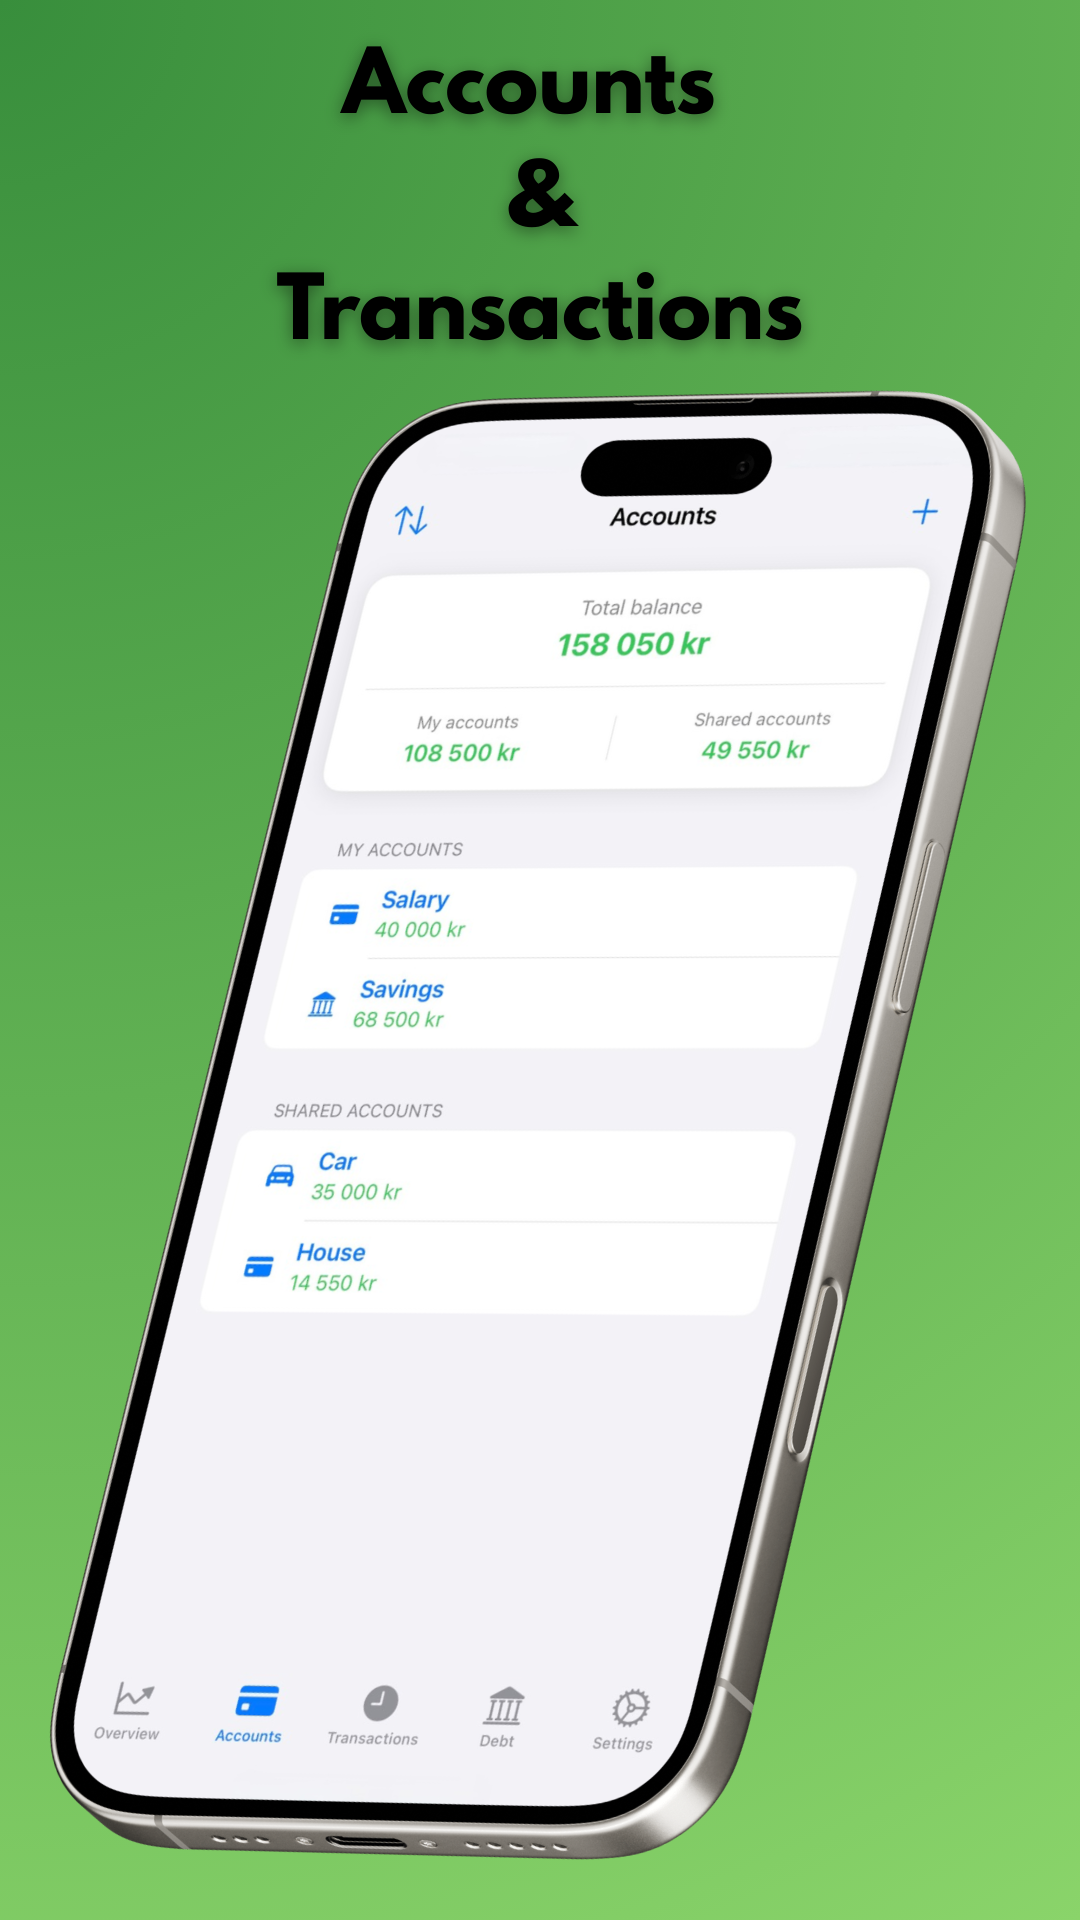 Accounts
&
Transactions
Accounts
Total balance
158 050 kr
My accounts
108 500 kr
Shared accounts
49 550 kr
MY ACCOUNTS
Salary
40 000 kr
Savings
68 500 kr
SHARED ACCOUNTS
Car
35 000 kr
House
14 550 kr
Overview
Accounts
Transactions
Debt
Settings